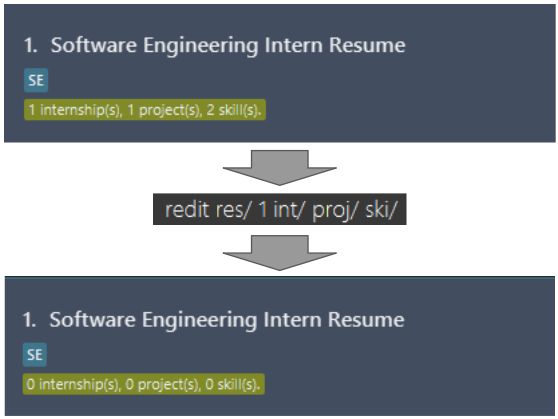 1. Software Engineering Intern Resume
SE
1 internship(s), 1 project(s), 2 skill(s).
redit res/ 1 int/ proj/ ski/
1. Software Engineering Intern Resume
SE
0 internship(s), 0 project(s), 0 skill(s).